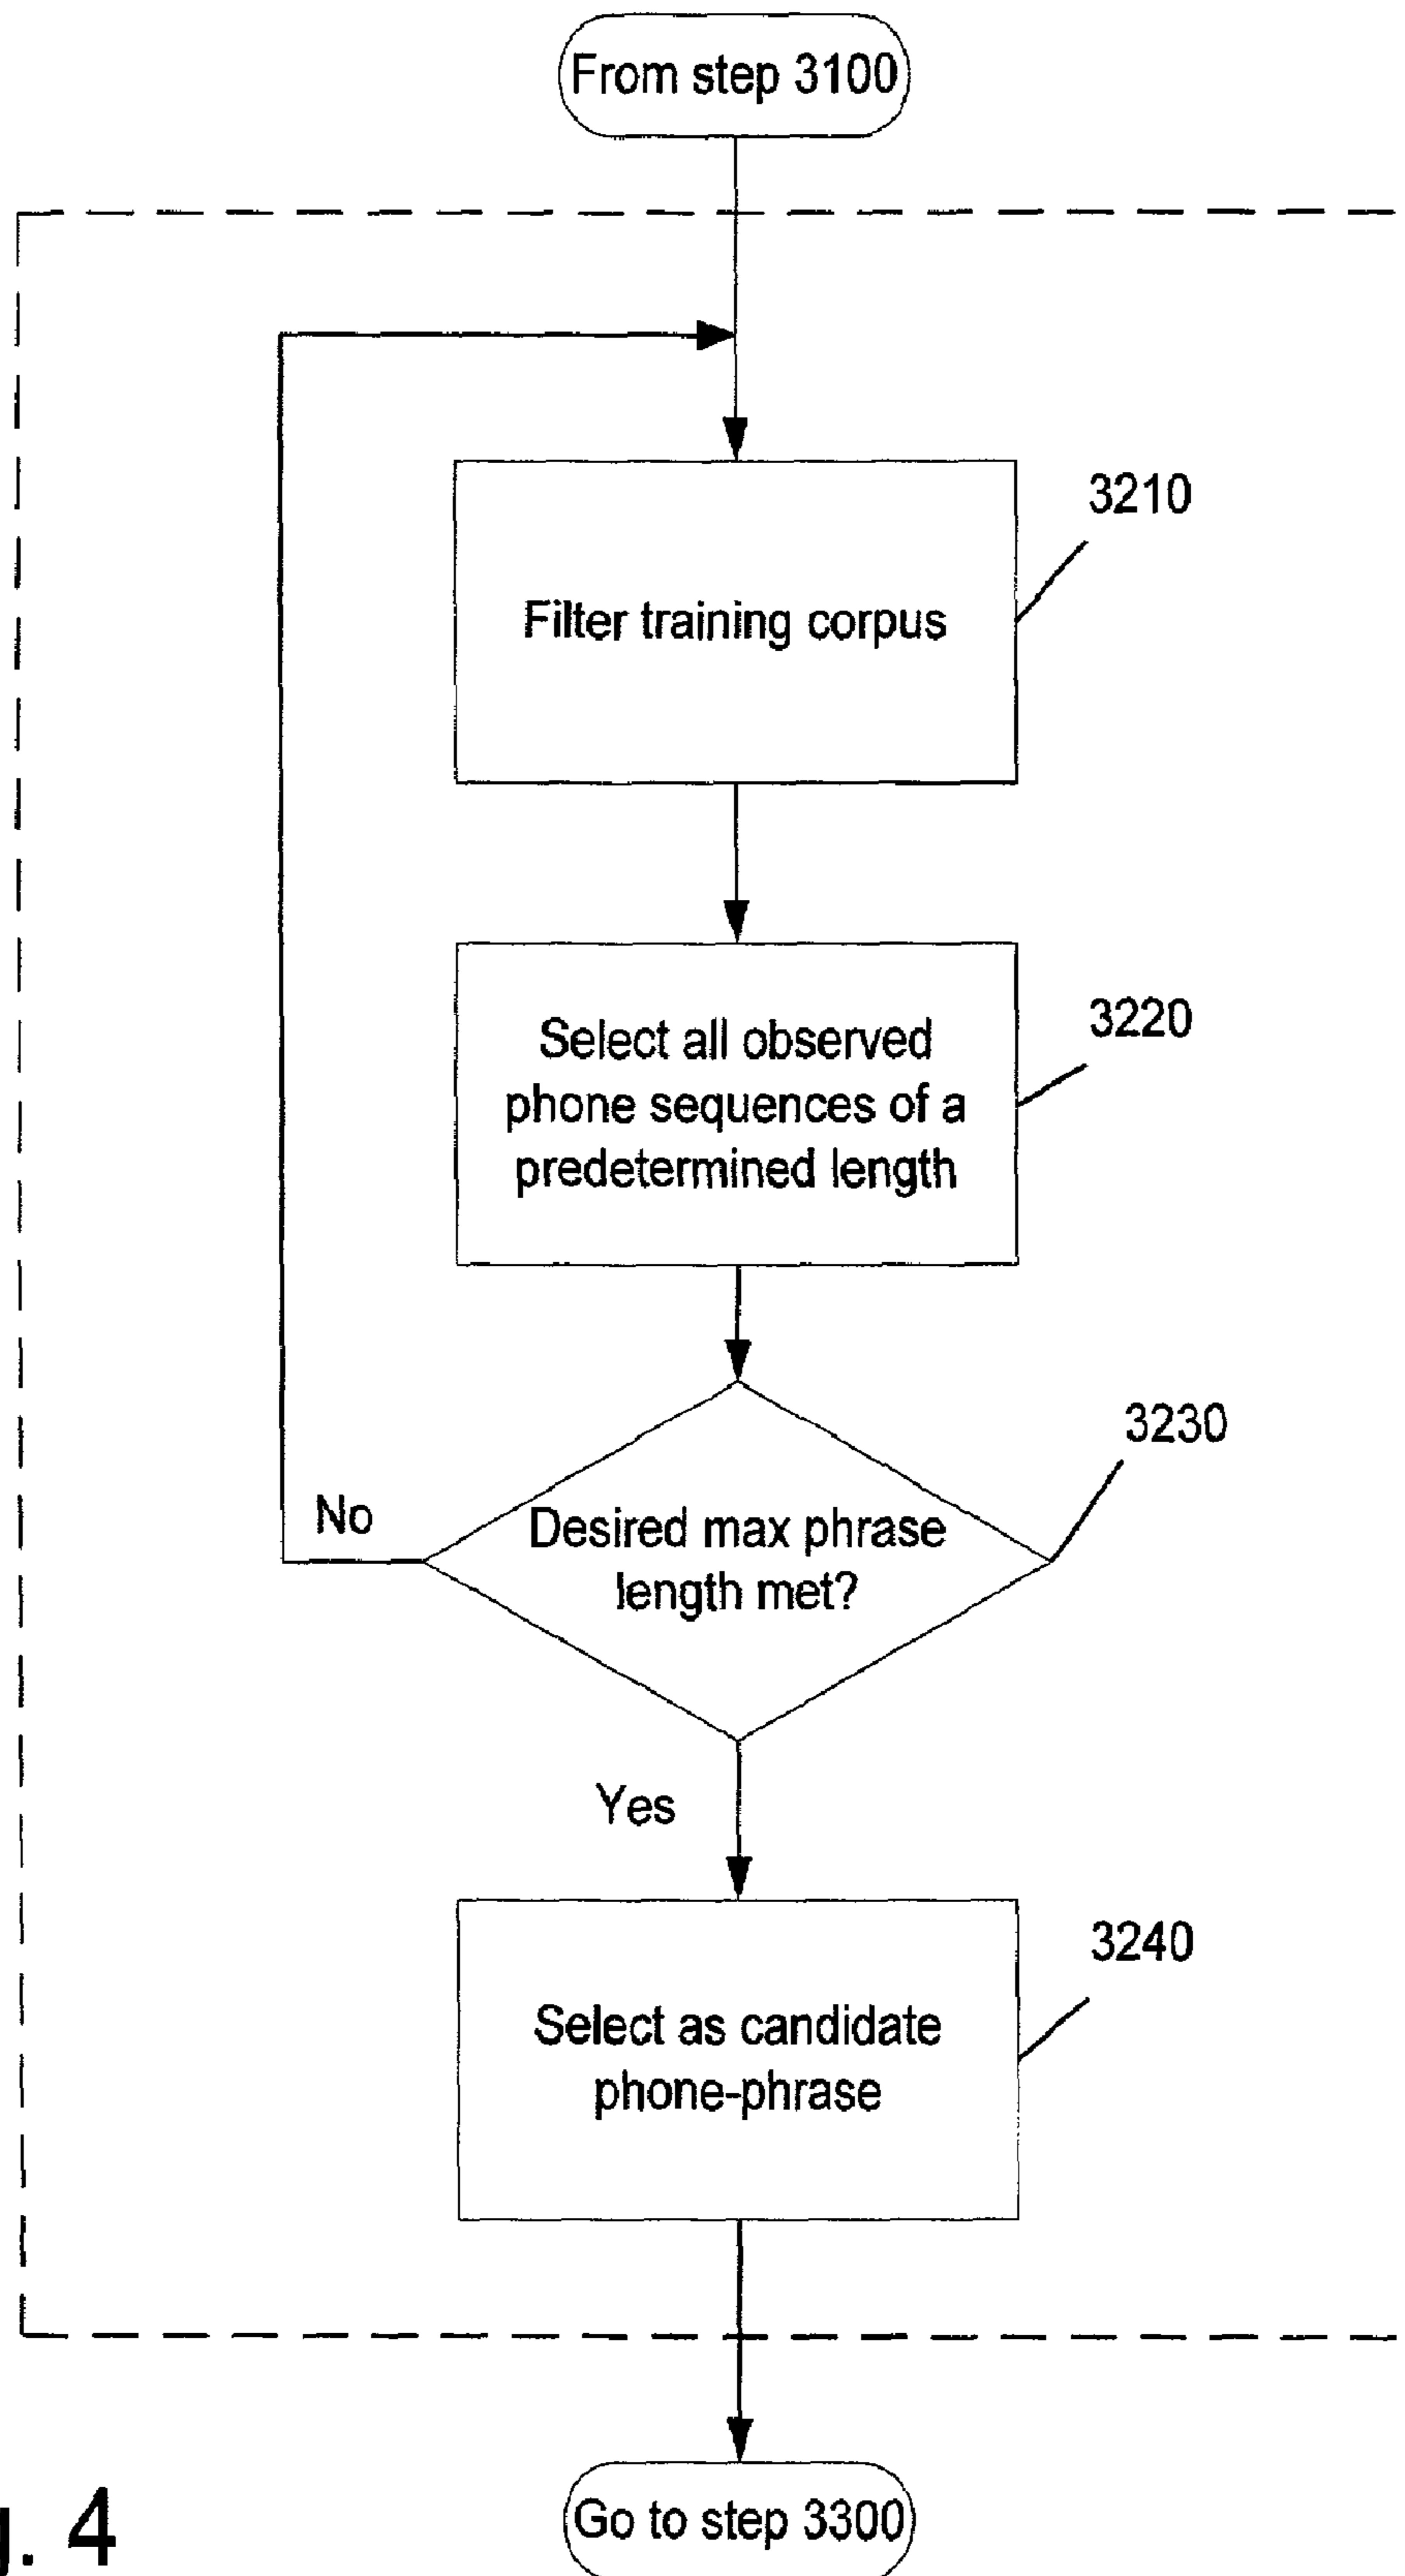 From step 3100
3210
Filter training corpus
3220
Select all observed
phone sequences of a
predetermined length
3230
No
Desired max phrase
length met?
Yes
3240
Select as candidate
phone-phrase
Go to step 3300
g. 4